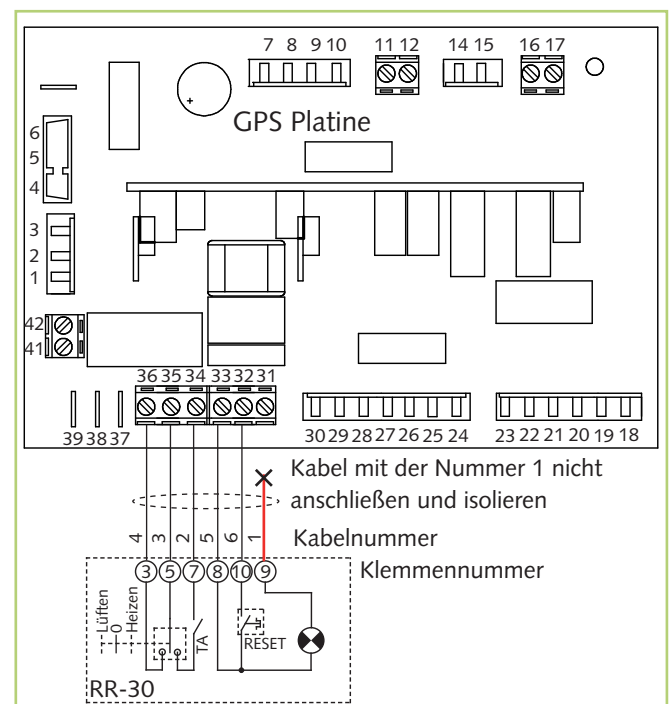 7 8 9 10 11 12 14 15 16 17
+
GPS Platine
6
5
4
3
2
1
42
41
36 35 34 33 32 31
39 38 37
30 29 28 27 26 25 24
23 22 21 20 19 18
Kabel mit der Nummer 1 nicht
anschließen und isolieren
4 3 2 5 6 1 Kabelnummer
3 5 7 8 10 9 Klemmennummer
Lüften
0
Heizen
TA
RESET
RR-30